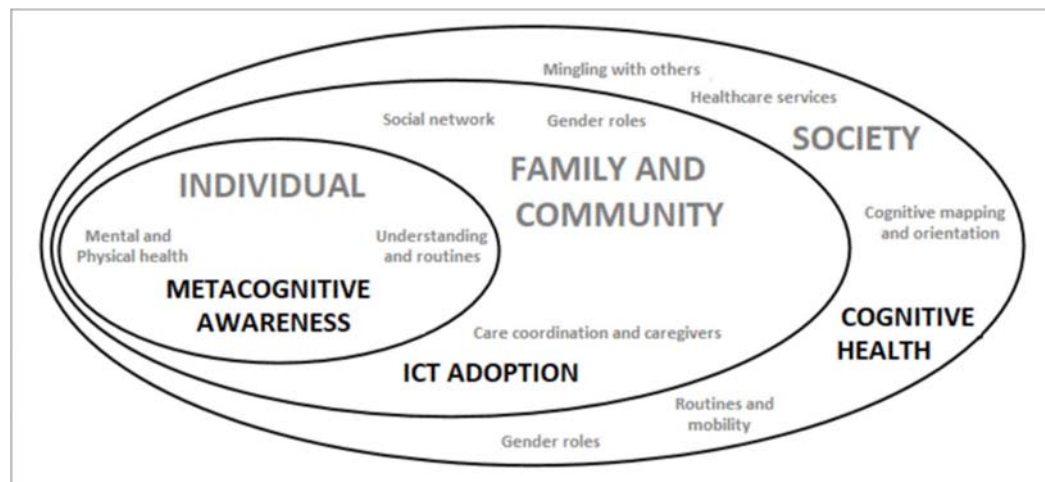 Mingling with others
Healthcare services
Social network
Gender roles
SOCIETY
INDIVIDUAL
FAMILY AND
COMMUNITY
Mental and
Physical health
Understanding
and routines
Cognitive mapping
and orientation
METACOGNITIVE
AWARENESS
Care coordination and caregivers
ICT ADOPTION
COGNITIVE
HEALTH
Routines and
mobility
Gender roles